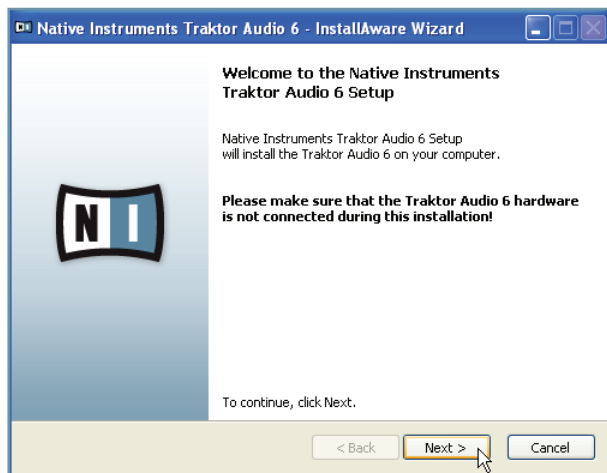 Native Instruments Traktor Audio 6 - InstallAware Wizard
Welcome to the Native Instruments
Traktor Audio 6 Setup
Native Instruments Traktor Audio 6 Setup
will install the Traktor Audio 6 on your computer.
Please make sure that the Traktor Audio 6 hardware
is not connected during this installation!
N I
To continue, click Next.
< Back Next > Cancel